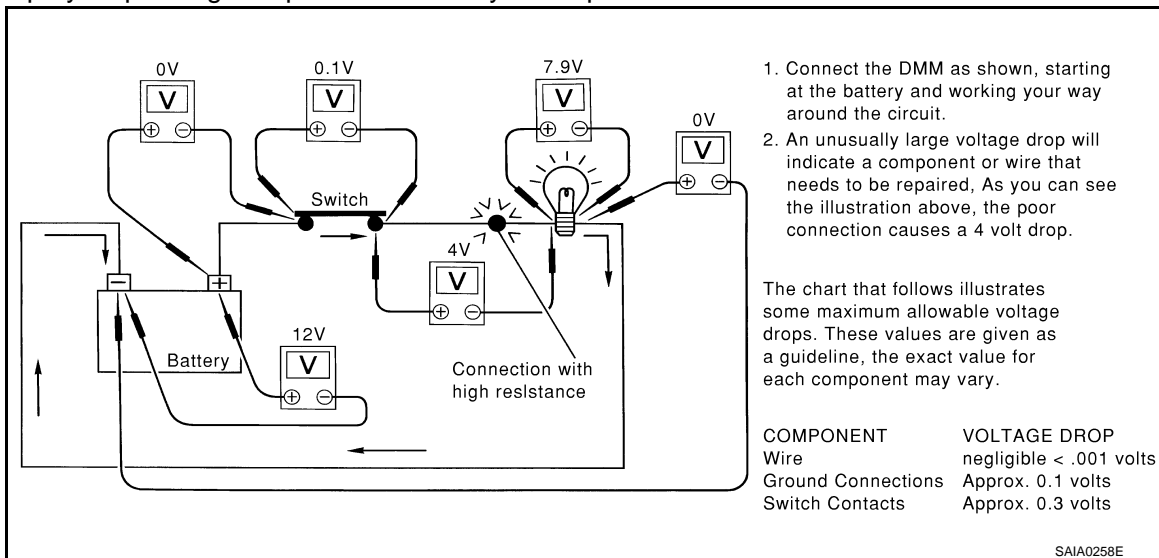 0V
0.1V
7.9V
0V
V
V
V
V
Switch
4V
V
12V
V
Battery
Connection with
high resIstance
1. Connect the DMM as shown, starting
at the battery and working your way
around the circuit.
2. An unusually large voltage drop will
indicate a component or wire that
needs to be repaired, As you can see
the illustration above, the poor
connection causes a 4 volt drop.
The chart that follows illustrates
some maximum allowable voltage
drops. These values are given as
a guideline, the exact value for
each component may vary.
COMPONENT VOLTAGE DROP
Wire negligible < .001 volts
Ground Connections Approx. 0.1 volts
Switch Contacts Approx. 0.3 volts
SAIA0258E